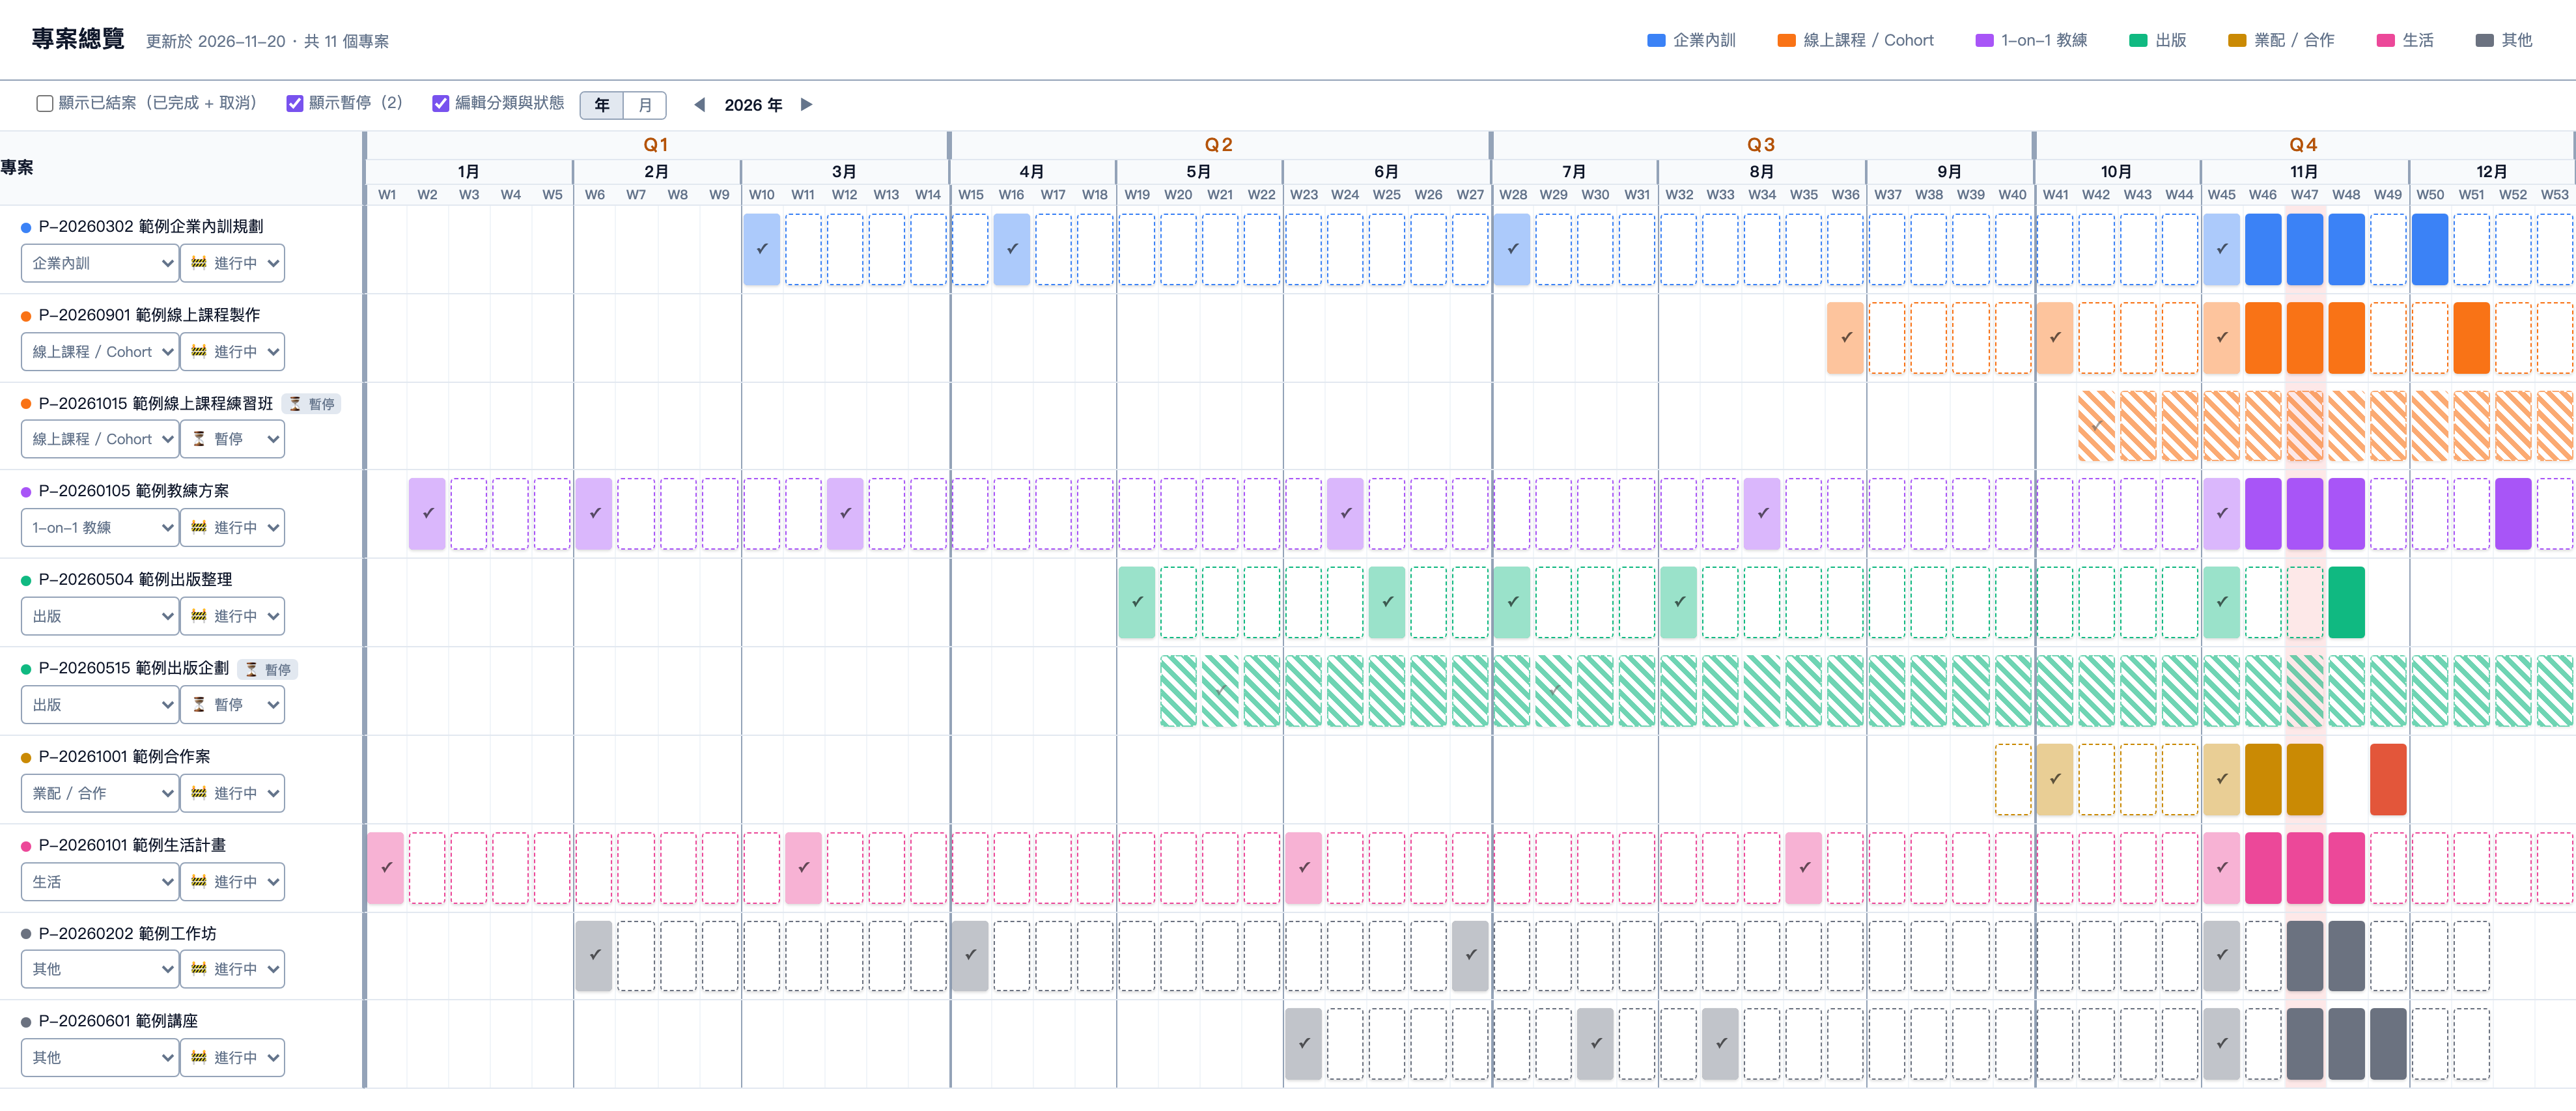 專案總覽 更新於 2026-11-20 · 共 11 個專案
企業內訓 線上課程 / Cohort 1-on-1 教練 出版 業配 / 合作 生活 其他
顯示已結案（已完成 + 取消） 顯示暫停（2） 編輯分類與狀態 年 月 ◀ 2026 年 ▶
Q1 Q2 Q3 Q4
專案
1月 2月 3月 4月 5月 6月 7月 8月 9月 10月 11月 12月
W1 W2 W3 W4 W5 W6 W7 W8 W9 W10 W11 W12 W13 W14 W15 W16 W17 W18 W19 W20 W21 W22 W23 W24 W25 W26 W27 W28 W29 W30 W31 W32 W33 W34 W35 W36 W37 W38 W39 W40 W41 W42 W43 W44 W45 W46 W47 W48 W49 W50 W51 W52 W53
P-20260302 範例企業內訓規劃
企業內訓 🚧 進行中
P-20260901 範例線上課程製作
線上課程 / Cohort 🚧 進行中
P-20261015 範例線上課程練習班 ⏳ 暫停
線上課程 / Cohort ⏳ 暫停
P-20260105 範例教練方案
1-on-1 教練 🚧 進行中
P-20260504 範例出版整理
出版 🚧 進行中
P-20260515 範例出版企劃 ⏳ 暫停
出版 ⏳ 暫停
P-20261001 範例合作案
業配 / 合作 🚧 進行中
P-20260101 範例生活計畫
生活 🚧 進行中
P-20260202 範例工作坊
其他 🚧 進行中
P-20260601 範例講座
其他 🚧 進行中